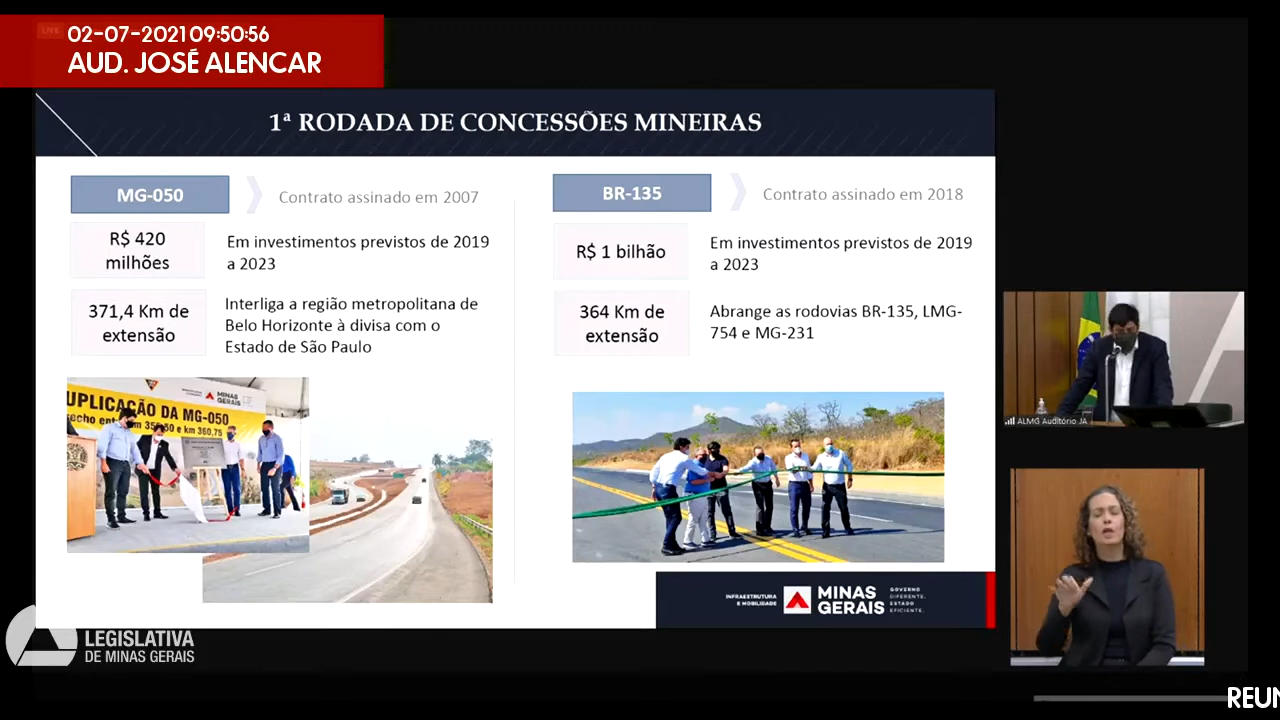 LIVE
02-07-2021 09:50:56
AUD. JOSÉ ALENCAR
1ª RODADA DE CONCESSÕES MINEIRAS
MG-050
Contrato assinado em 2007
R$ 420
milhões
Em investimentos previstos de 2019
a 2023
371,4 Km de
extensão
Interliga a região metropolitana de
Belo Horizonte à divisa com o
Estado de São Paulo
BR-135
Contrato assinado em 2018
R$ 1 bilhão
Em investimentos previstos de 2019
a 2023
364 Km de
extensão
Abrange as rodovias BR-135, LMG-
754 e MG-231
MINAS
GERAIS
UPLICAÇÃO DA MG-050
INFRAESTRUTURA
E MOBILIDADE
MINAS
GERAIS
GOVERNO
DIFERENTE.
ESTADO
EFICIENTE.
ALMG Auditório JA
LEGISLATIVA
DE MINAS GERAIS
REUN